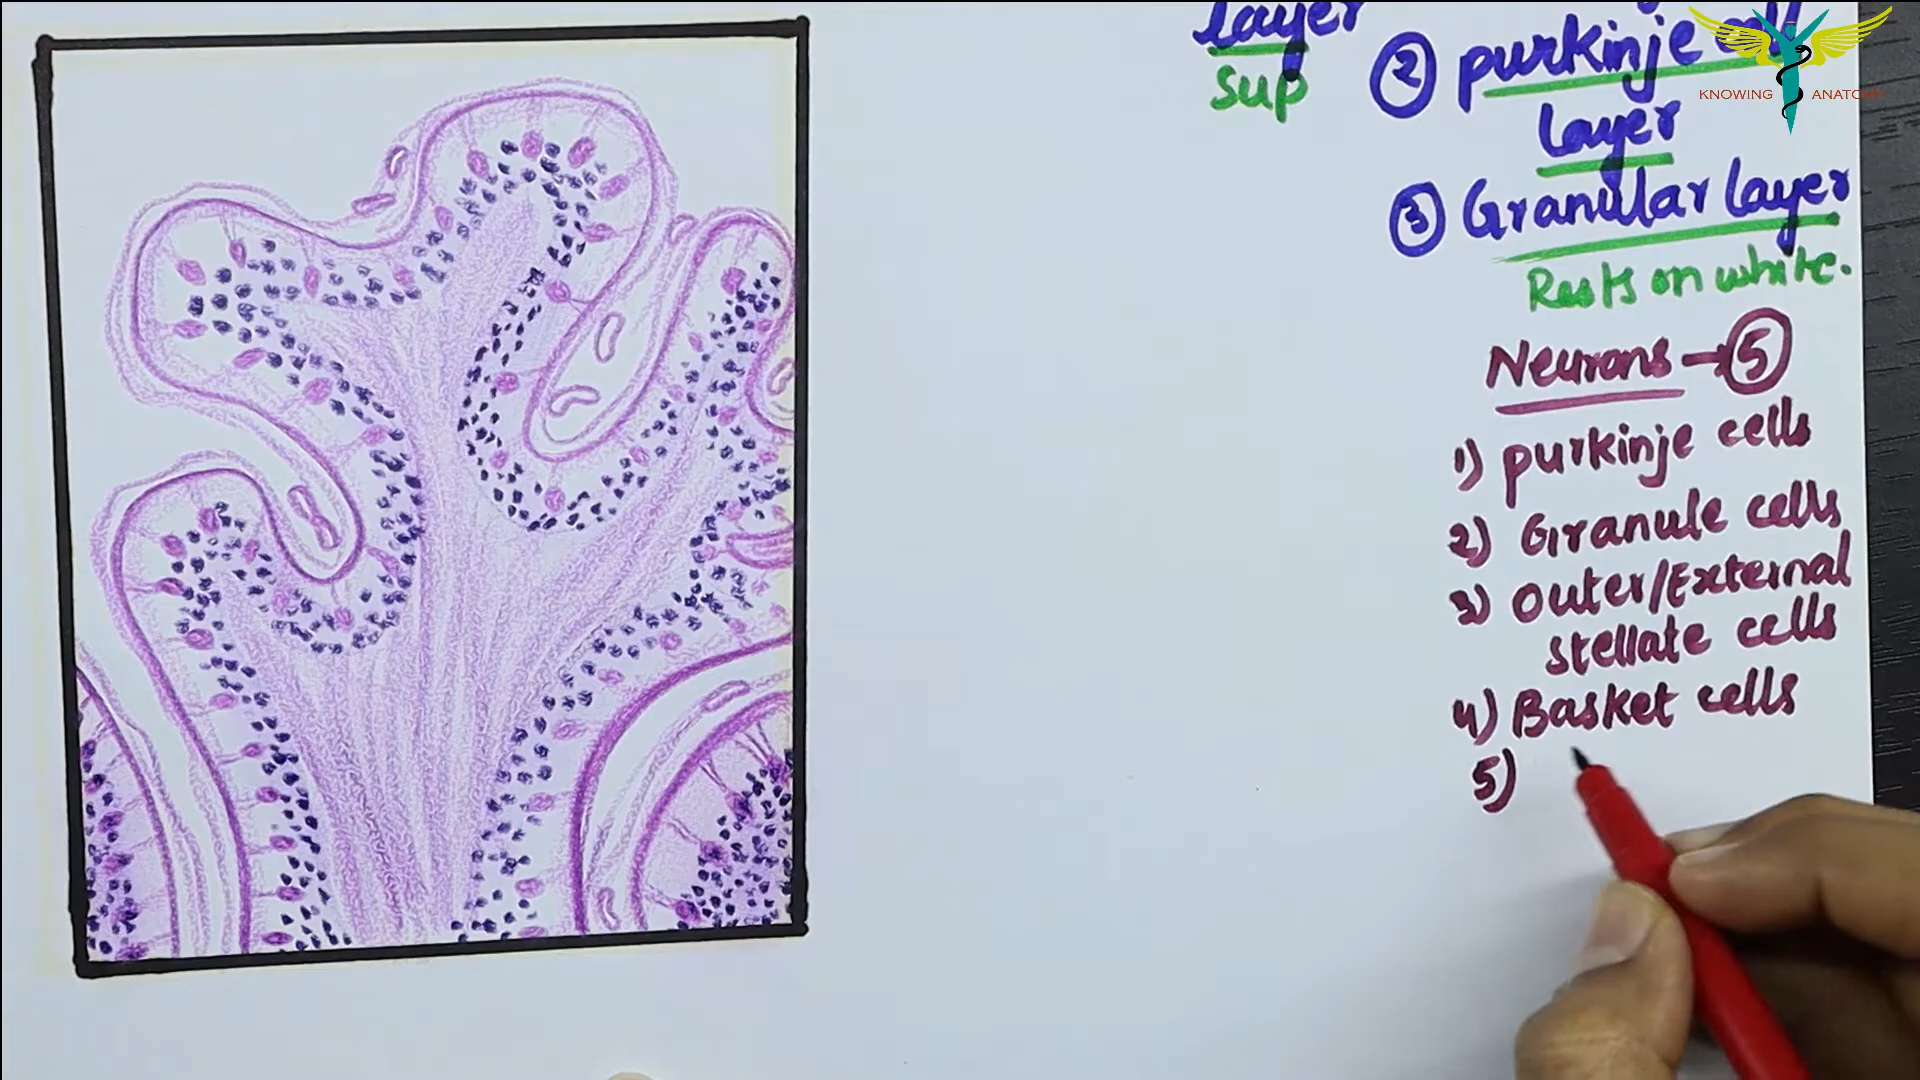 layer
sup
② purkinje cell
layer
③ Granular layer
Rests on white.
Neurons → ⑤
1) purkinje cells
2) Granule cells
3) Outer/External
stellate cells
4) Basket cells
5)
KNOWING ANATOMY